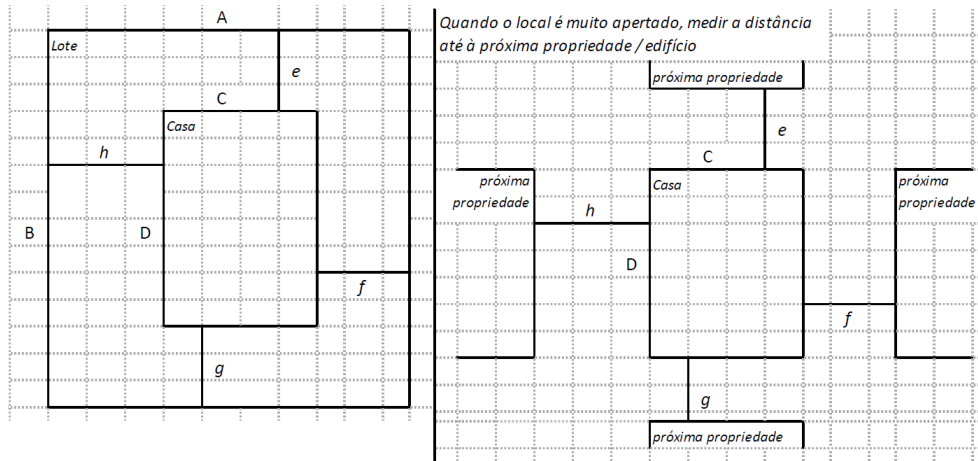 A
Lote
e
C
Casa
h
B
D
f
g
Quando o local é muito apertado, medir a distância
até à próxima propriedade / edifício
próxima propriedade
e
C
próxima
propriedade
Casa
próxima
propriedade
h
D
f
g
próxima propriedade